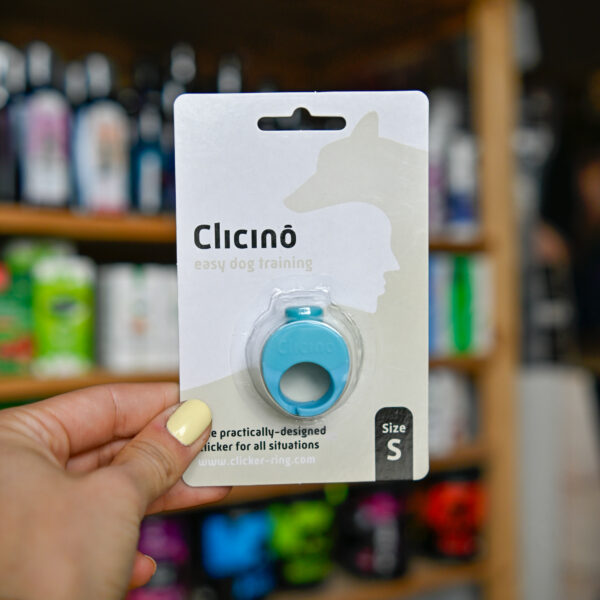 Clicinō
easy dog training
Clicino
e practically-designed
licker for all situations
www.clicker-ring.com
Size
S